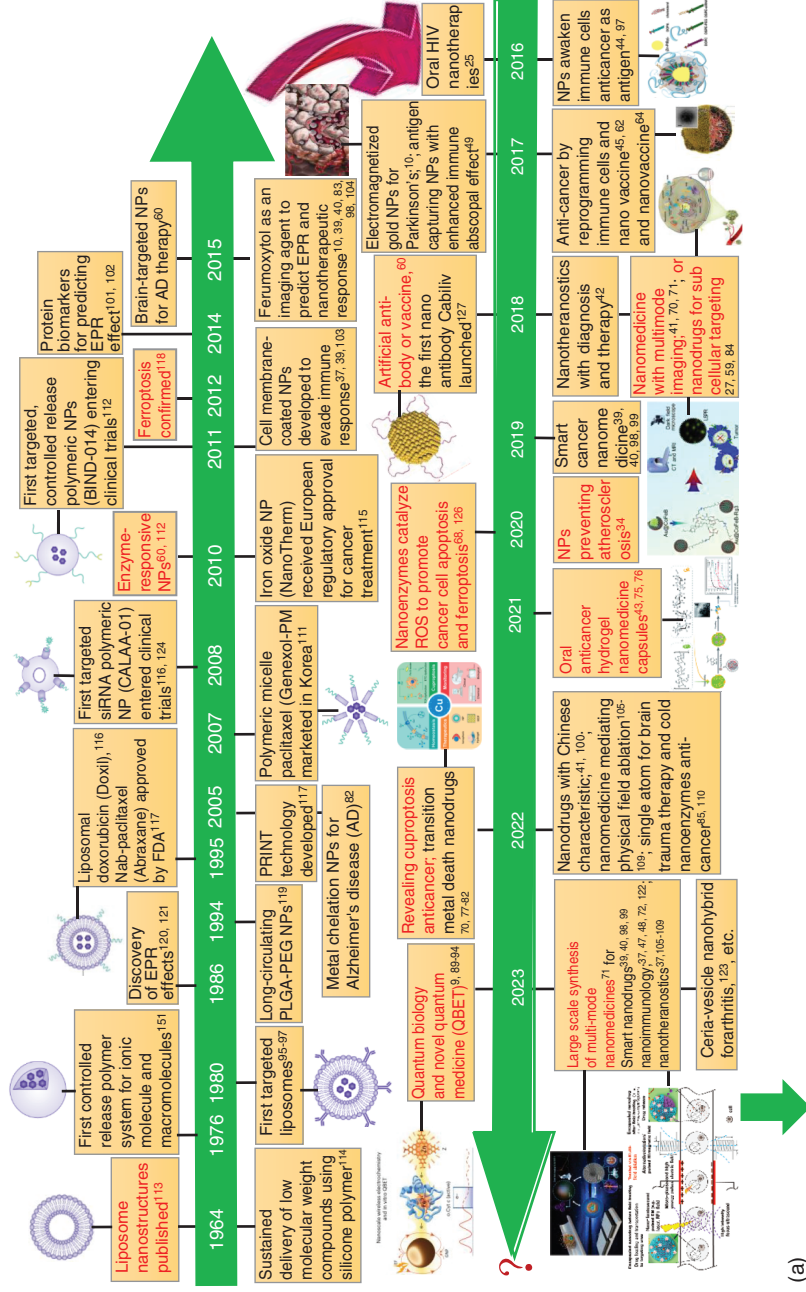 Liposome
nanostructures
published113
First controlled
release polymer
system for ionic
molecule and
macromolecules151
Discovery
of EPR
effects120, 121
Liposomal
doxorubicin (Doxil),116
Nab-paclitaxel
(Abraxane) approved
by FDA117
First targeted
siRNA polymeric
NP (CALAA-01)
entered clinical
trials116, 124
Enzyme-
responsive
NPs60, 112
First targeted,
controlled release
polymeric NPs
(BIND-014) entering
clinical trials112
Ferroptosis
confirmed118
Protein
biomarkers
for predicting
EPR
effect101, 102
Brain-targeted NPs
for AD therapy60
1964
1976
1980
1986
1994
1995
2005
2007
2008
2010
2011
2012
2014
2015
Sustained
delivery of low
molecular weight
compounds using
silicone polymer114
First targeted
liposomes95-97
Long-circulating
PLGA-PEG NPs119
PRINT
technology
developed117
Metal chelation NPs for
Alzheimer's disease (AD)82
Polymeric micelle
paclitaxel (Genexol-PM
marketed in Korea111
Iron oxide NP
(NanoTherm)
received European
regulatory approval
for cancer
treatment115
Cell membrane-
coated NPs
developed to
evade immune
response37, 39,103
Ferumoxytol as an
imaging agent to
predict EPR and
nanotherapeutic
response10, 39, 40, 83,
98, 104
Quantum biology
and novel quantum
medicine (QBET)9, 89-94
Revealing cuproptosis
anticancer; transition
metal death nanodrugs
70, 77-82
Cu
Nanoenzymes catalyze
ROS to promote
cancer cell apoptosis
and ferroptosis68, 126
Artificial anti-
body or vaccine,60
the first nano
antibody Cabiliv
launched127
Electromagnetized
gold NPs for
Parkinson's;10, antigen
capturing NPs with
enhanced immune
abscopal effect49
Oral HIV
nanotherap
ies25
?
2023
2022
2021
2020
2019
2018
2017
2016
Large scale synthesis
of multi-mode
nanomedicines71 for
Smart nanodrugs39, 40, 98, 99
nanoimmunology;37, 47, 48, 72, 122,
nanotheranostics37,105-109
Ceria-vesicle nanohybrid
forarthritis,123, etc.
Nanodrugs with Chinese
characteristic;41, 100,
nanomedicine mediating
physical field ablation105-
109; single atom for brain
trauma therapy and cold
nanoenzymes anti-
cancer85, 110
Oral
anticancer
hydrogel
nanomedicine
capsules43, 75, 76
NPs
preventing
atheroscler
osis34
Smart
cancer
nanome
dicine39,
40, 98, 99
Nanotheranostics
with diagnosis
and therapy42
Nanomedicine
with multimode
imaging;41, 70, 71, or
nanodrugs for sub
cellular targeting
27, 59, 84
Anti-cancer by
reprogramming
immune cells and
nano vaccine45, 62
and nanovaccine64
NPs awaken
immune cells
anticancer as
antigen44, 97
(a)